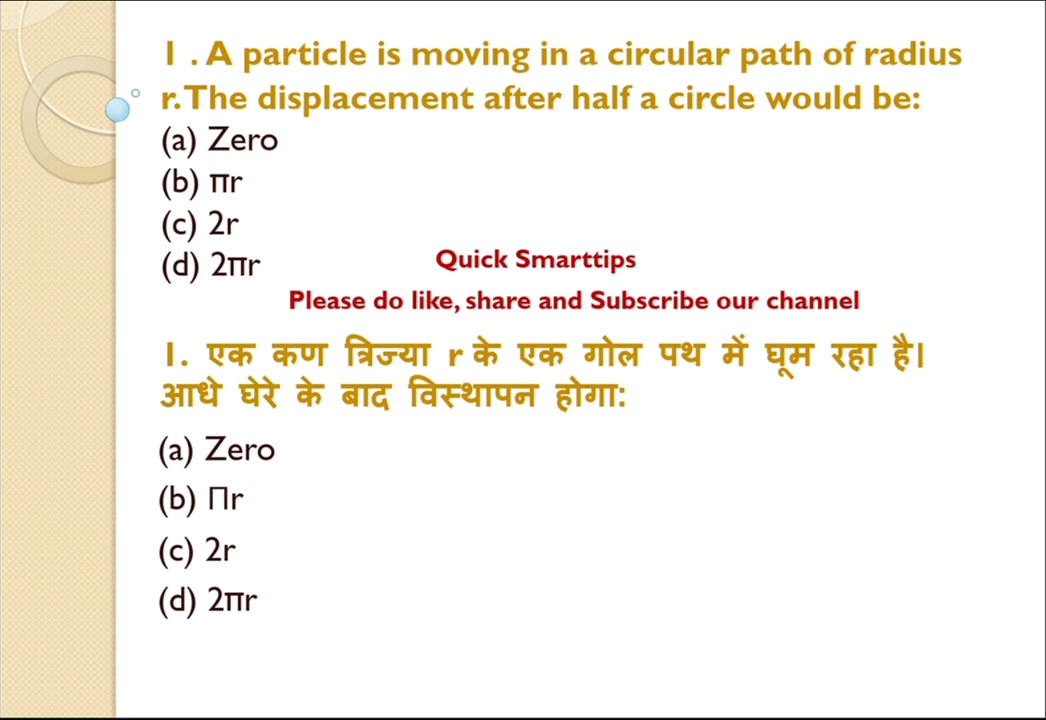 1 . A particle is moving in a circular path of radius
r. The displacement after half a circle would be:
(a) Zero
(b) πr
(c) 2r
(d) 2πr
Quick Smarttips
Please do like, share and Subscribe our channel
1. एक कण त्रिज्या r के एक गोल पथ में घूम रहा है।
आधे घेरे के बाद विस्थापन होगा:
(a) Zero
(b) Πr
(c) 2r
(d) 2πr